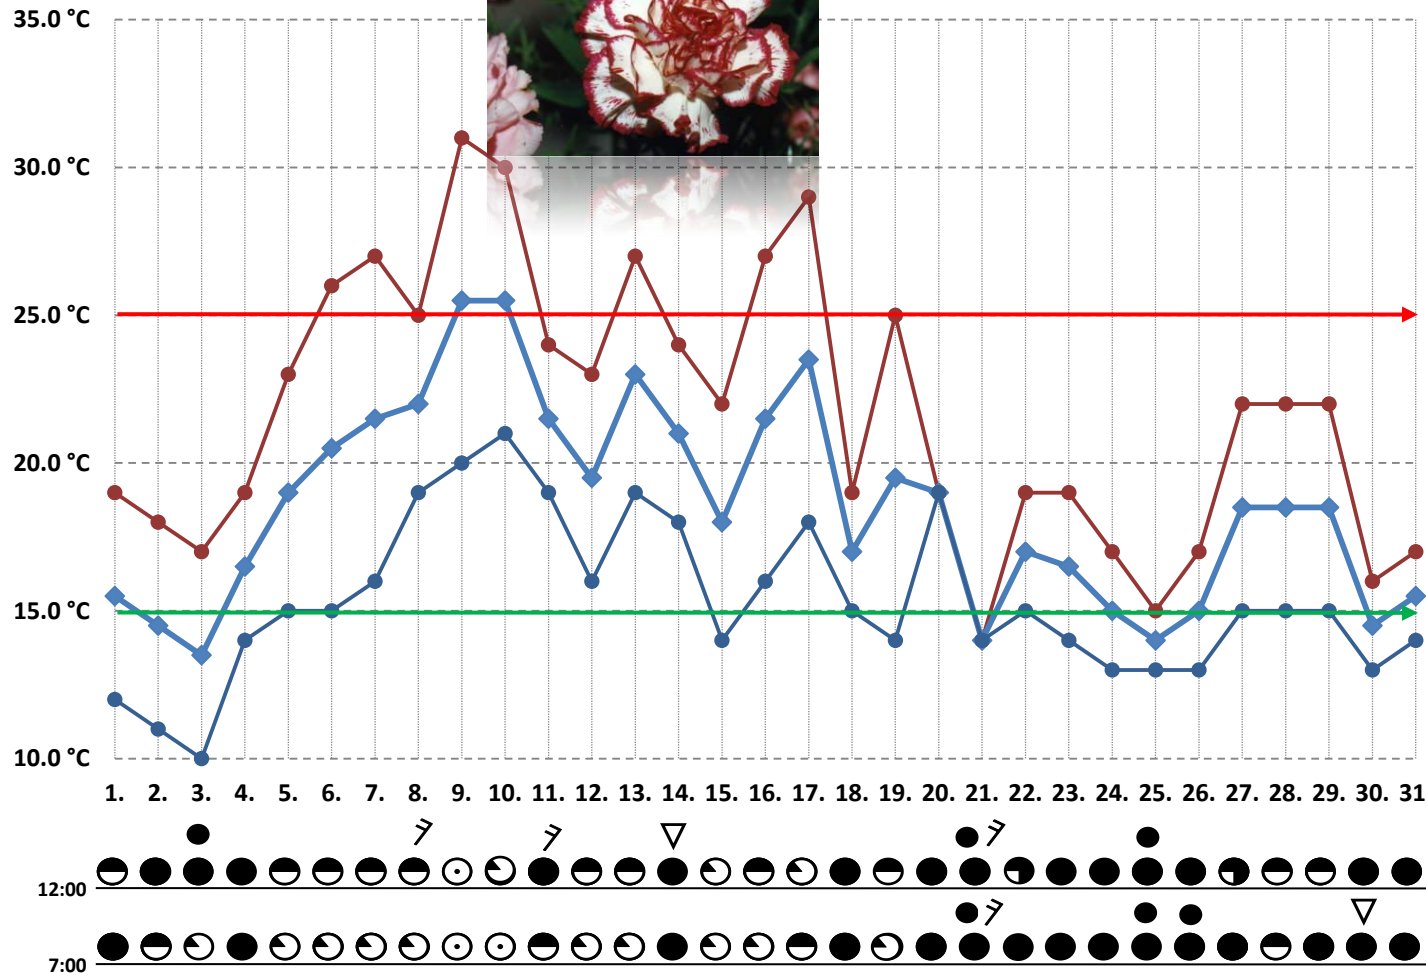 35.0 °C
30.0 °C
25.0 °C
20.0 °C
15.0 °C
10.0 °C
1. 2. 3. 4. 5. 6. 7. 8. 9. 10. 11. 12. 13. 14. 15. 16. 17. 18. 19. 20. 21. 22. 23. 24. 25. 26. 27. 28. 29. 30. 31
12:00
7:00